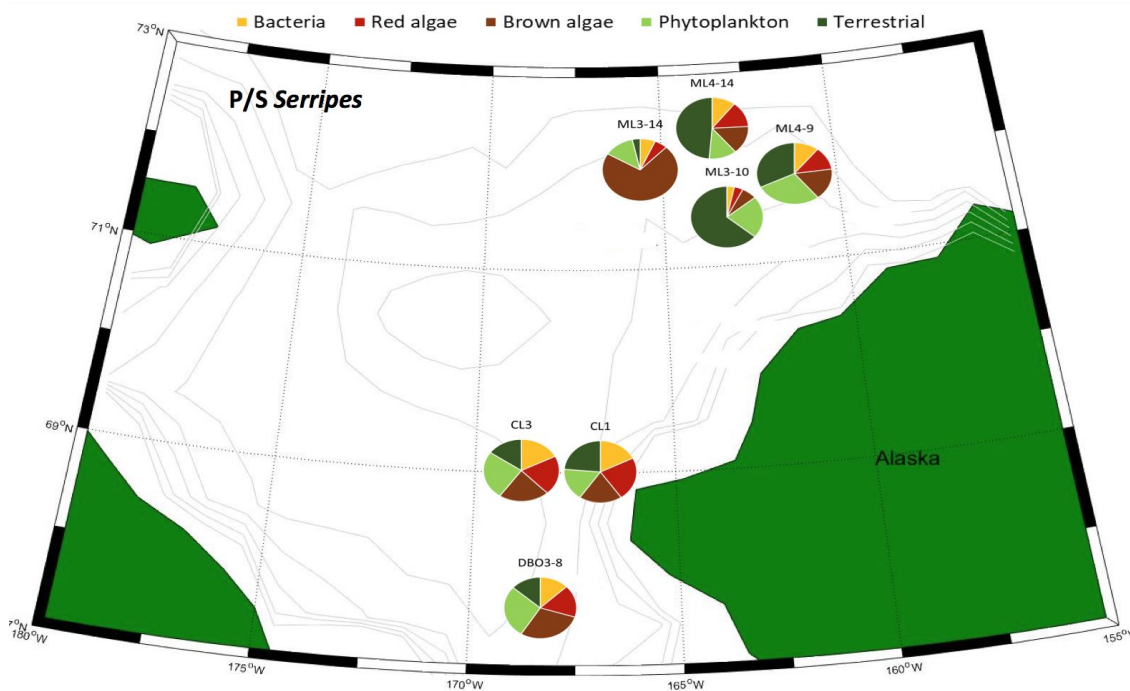 Bacteria Red algae Brown algae Phytoplankton Terrestrial
73°N
P/S Serripes
ML4-14
ML3-14
ML4-9
ML3-10
71°N
CL3
CL1
69°N
Alaska
DBO3-8
7°N
180°W
175°W
170°W
165°W
160°W
155°W